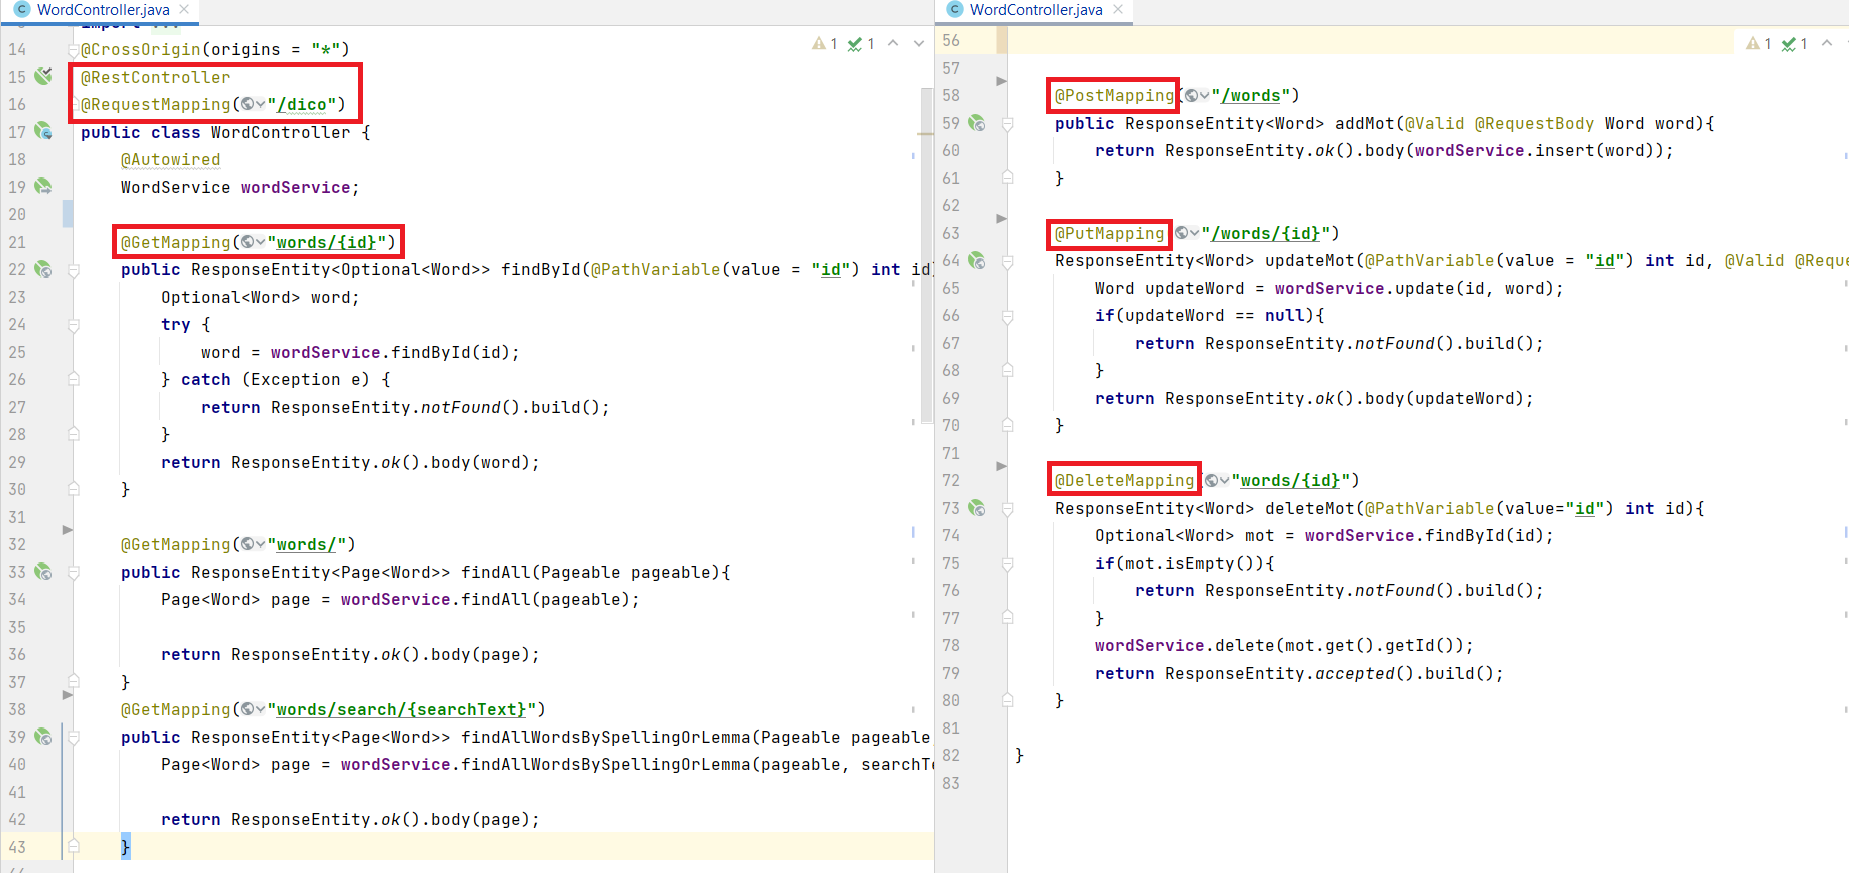 WordController.java
import ...
14 @CrossOrigin(origins = "*")
1 1
15 @RestController
16 @RequestMapping("/dico")
17 public class WordController {
18 @Autowired
19 WordService wordService;
20
21 @GetMapping("words/{id}")
22 public ResponseEntity<Optional<Word>> findById(@PathVariable(value = "id") int id
23 Optional<Word> word;
24 try {
25 word = wordService.findById(id);
26 } catch (Exception e) {
27 return ResponseEntity.notFound().build();
28 }
29 return ResponseEntity.ok().body(word);
30 }
31
32 @GetMapping("words/")
33 public ResponseEntity<Page<Word>> findAll(Pageable pageable){
34 Page<Word> page = wordService.findAll(pageable);
35
36 return ResponseEntity.ok().body(page);
37 }
38 @GetMapping("words/search/{searchText}")
39 public ResponseEntity<Page<Word>> findAllWordsBySpellingOrLemma(Pageable pageable
40 Page<Word> page = wordService.findAllWordsBySpellingOrLemma(pageable, searchTe
41
42 return ResponseEntity.ok().body(page);
43 }
WordController.java
56
1 1
57
58 @PostMapping("/words")
59 public ResponseEntity<Word> addMot(@Valid @RequestBody Word word){
60 return ResponseEntity.ok().body(wordService.insert(word));
61 }
62
63 @PutMapping("/words/{id}")
64 ResponseEntity<Word> updateMot(@PathVariable(value = "id") int id, @Valid @Reque
65 Word updateWord = wordService.update(id, word);
66 if(updateWord == null){
67 return ResponseEntity.notFound().build();
68 }
69 return ResponseEntity.ok().body(updateWord);
70 }
71
72 @DeleteMapping("words/{id}")
73 ResponseEntity<Word> deleteMot(@PathVariable(value="id") int id){
74 Optional<Word> mot = wordService.findById(id);
75 if(mot.isEmpty()){
76 return ResponseEntity.notFound().build();
77 }
78 wordService.delete(mot.get().getId());
79 return ResponseEntity.accepted().build();
80 }
81
82 }
83